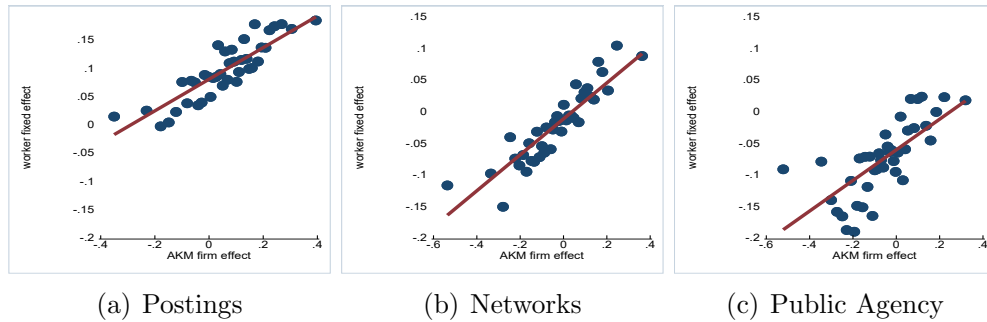 .15
.1
.05
0
-.05
-.1
-.15
-.2
worker fixed effect
-.4 -.2 0 .2 .4
AKM firm effect
(a) Postings
.15
.1
.05
0
-.05
-.1
-.15
-.2
worker fixed effect
-.6 -.4 -.2 0 .2 .4
AKM firm effect
(b) Networks
.15
.1
.05
0
-.05
-.1
-.15
-.2
worker fixed effect
-.6 -.4 -.2 0 .2 .4
AKM firm effect
(c) Public Agency